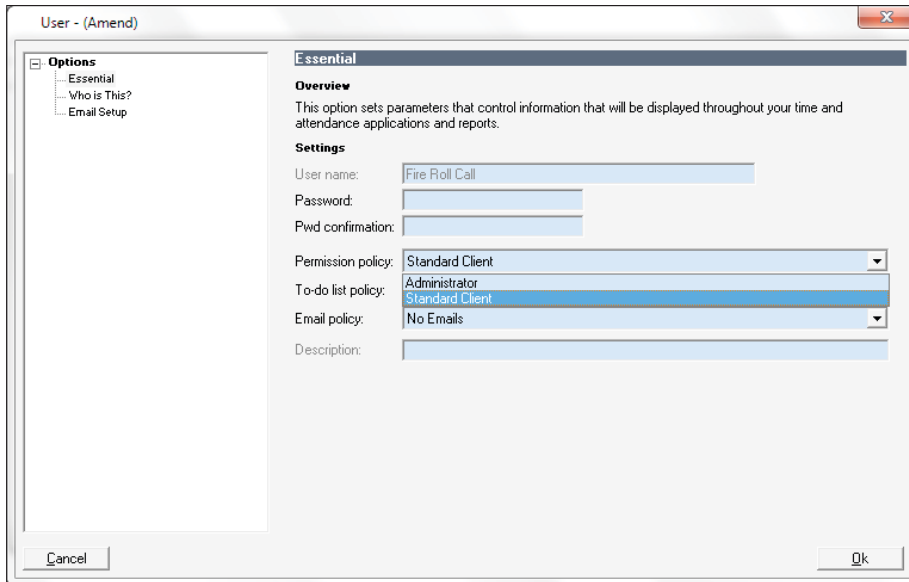 User - (Amend)
Options
Essential
Who is This?
Email Setup
Essential
Overview
This option sets parameters that control information that will be displayed throughout your time and
attendance applications and reports.
Settings
User name: Fire Roll Call
Password:
Pwd confirmation:
Permission policy: Standard Client
Administrator
To-do list policy: Standard Client
Email policy: No Emails
Description:
Cancel
Ok